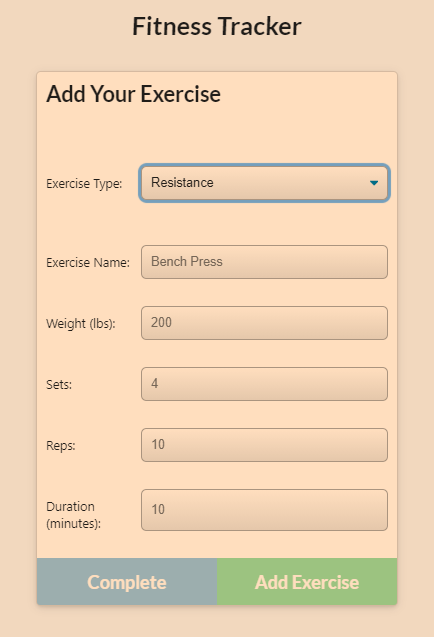 Fitness Tracker
Add Your Exercise
Exercise Type: Resistance
Exercise Name: Bench Press
Weight (lbs): 200
Sets: 4
Reps: 10
Duration
(minutes): 10
Complete Add Exercise